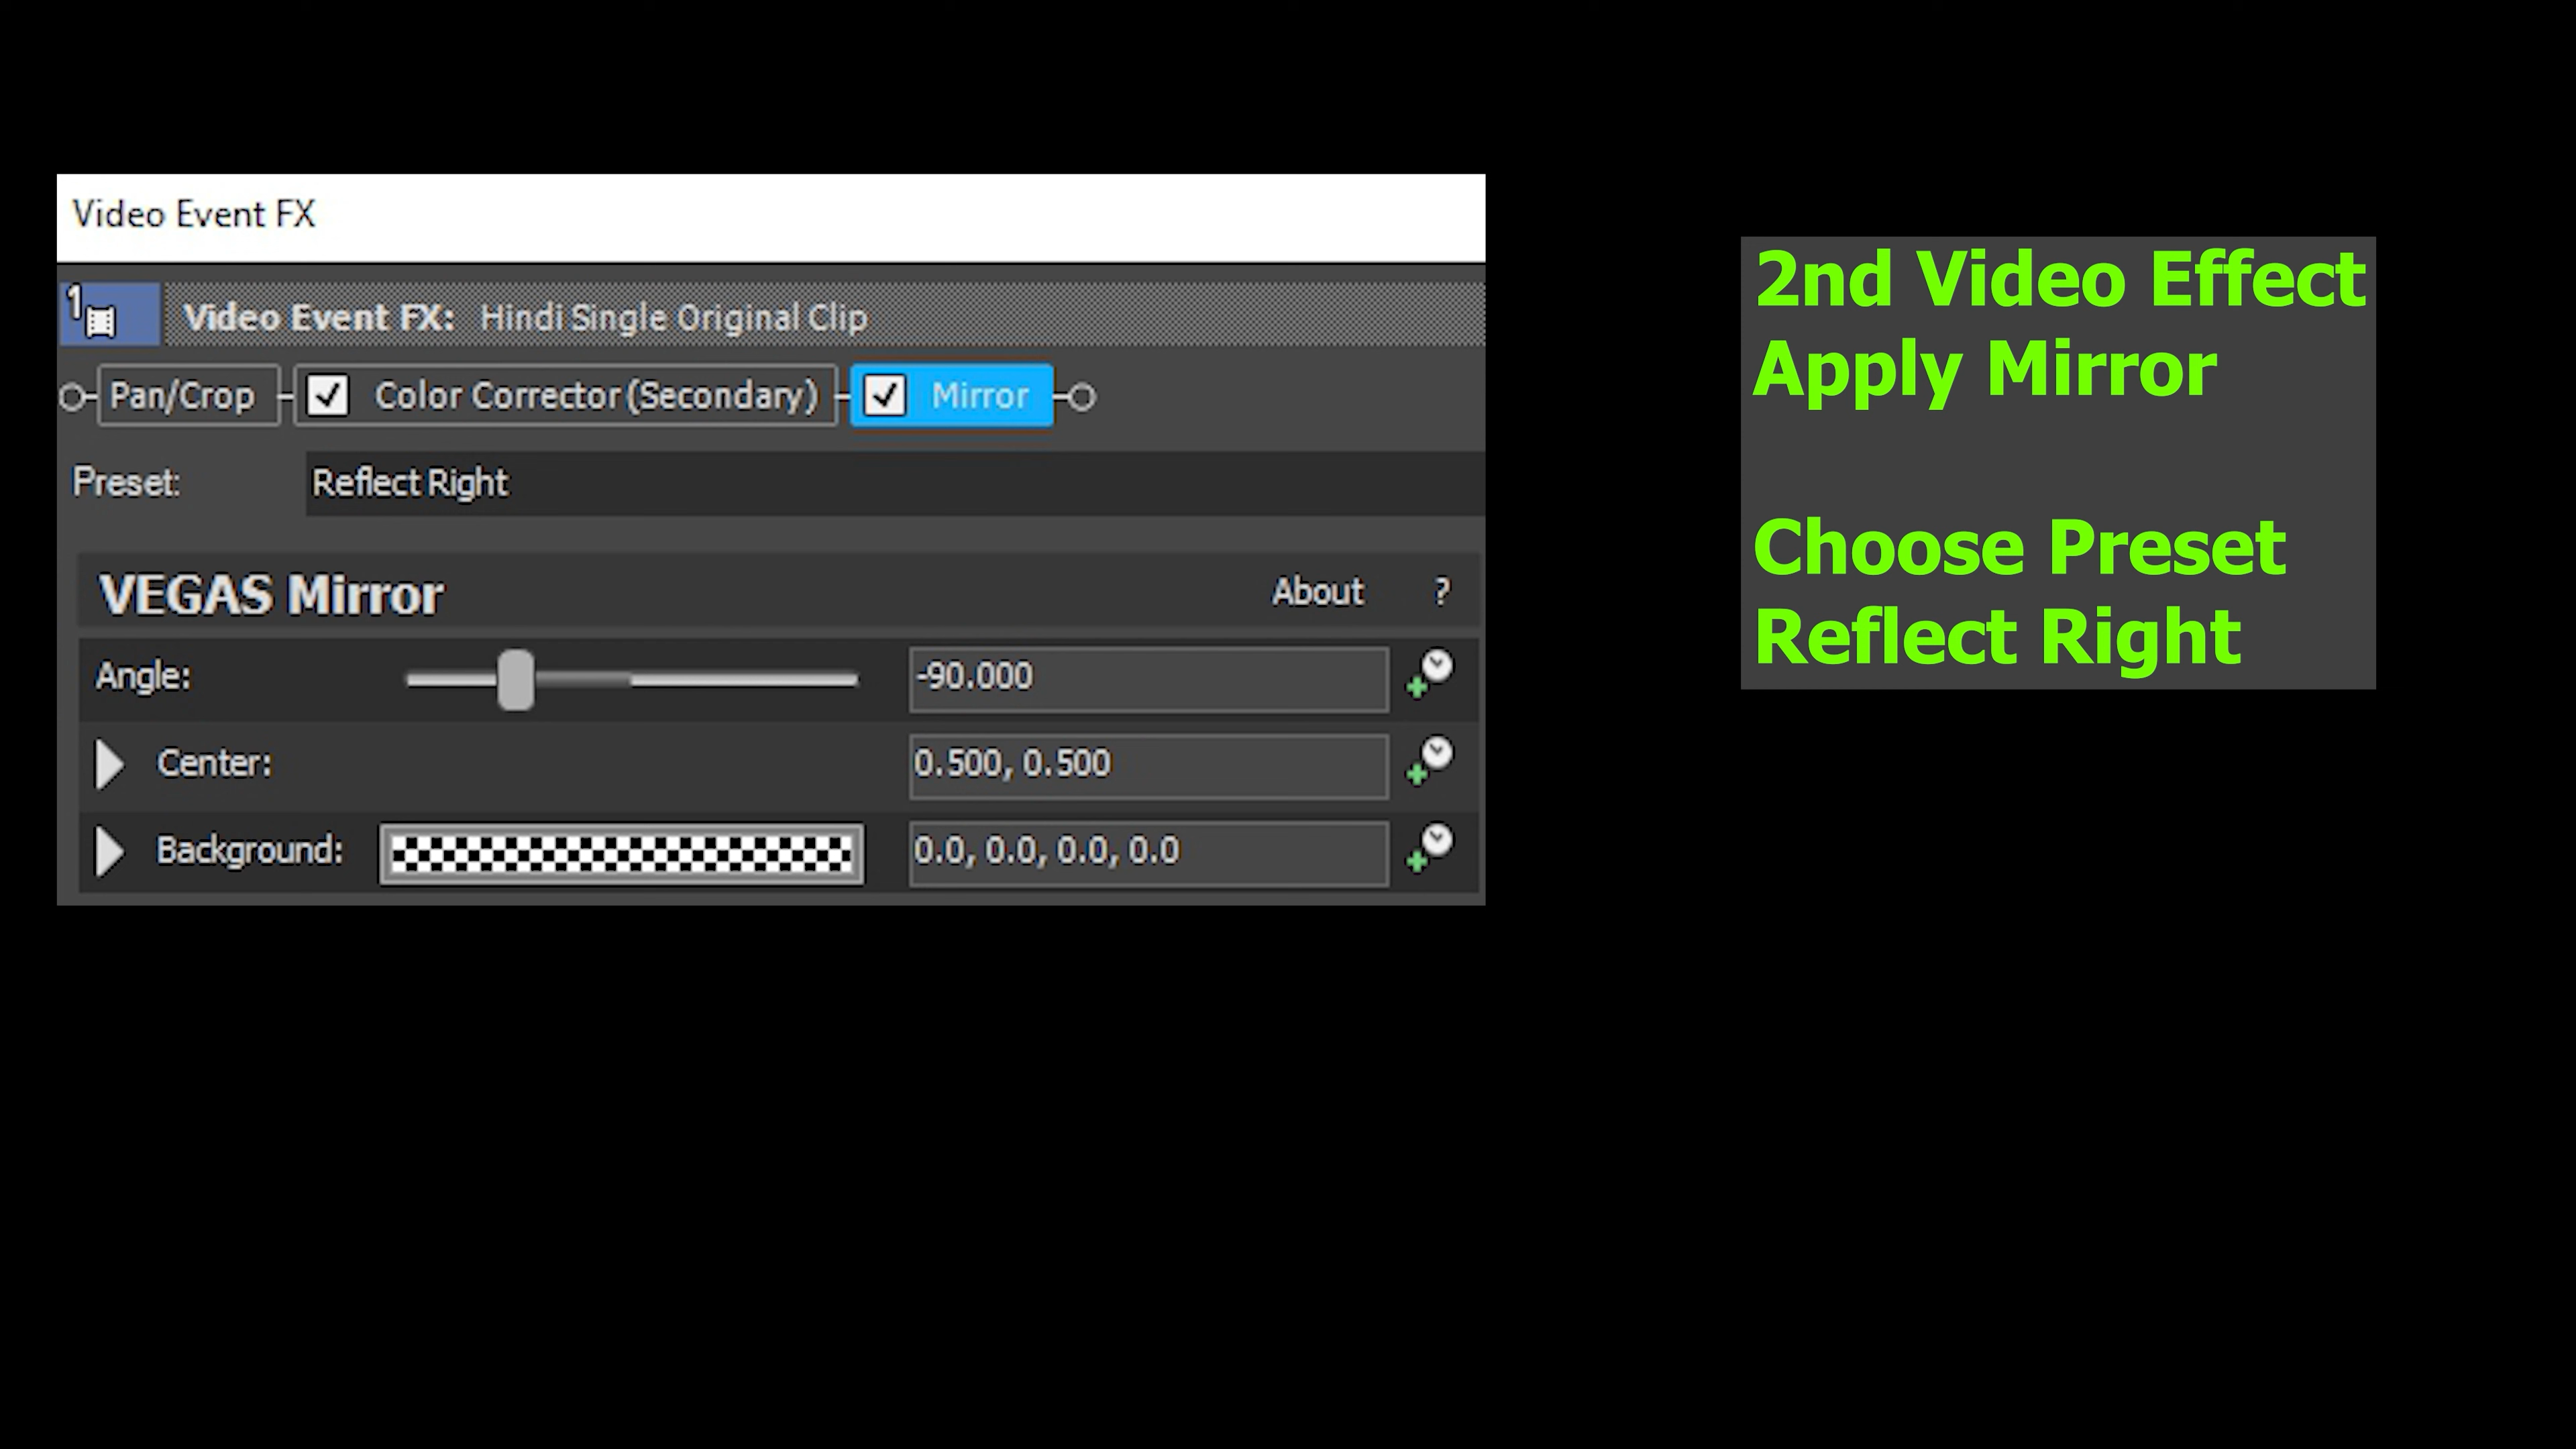 Video Event FX
1
Video Event FX: Hindi Single Original Clip
Pan/Crop Color Corrector (Secondary) Mirror
Preset: Reflect Right
VEGAS Mirror About ?
Angle: -90.000
Center: 0.500, 0.500
Background: 0.0, 0.0, 0.0, 0.0
2nd Video Effect
Apply Mirror
Choose Preset
Reflect Right